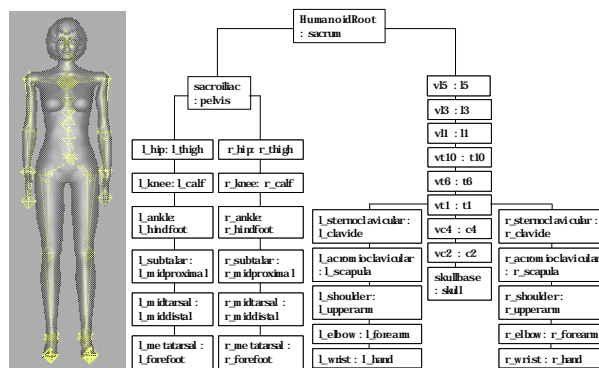 HumanoidRoot
: sacrum
sacroiliac
: pelvis
l_hip: l_thigh
l_knee: l_calf
l_ankle:
l_hindfoot
l_subtalar:
l_midproximal
l_midtarsal:
l_middistal
l_metatarsal:
l_forefoot
r_hip: r_thigh
r_knee: r_calf
r_ankle:
r_hindfoot
r_subtalar:
r_midproximal
r_midtarsal:
r_middistal
r_metatarsal:
r_forefoot
vl5 : l5
vl3 : l3
vl1 : l1
vt10 : t10
vt6 : t6
vt1 : t1
vc4 : c4
vc2 : c2
skullbase
: skull
l_sternoclavicular:
l_clavide
l_acromioclavicular
: l_scapula
l_shoulder:
l_upperarm
l_elbow: l_forearm
l_wrist: l_hand
r_sternoclavicular:
r_clavide
r_acromioclavicular
: r_scapula
r_shoulder:
r_upperarm
r_elbow: r_forearm
r_wrist: r_hand